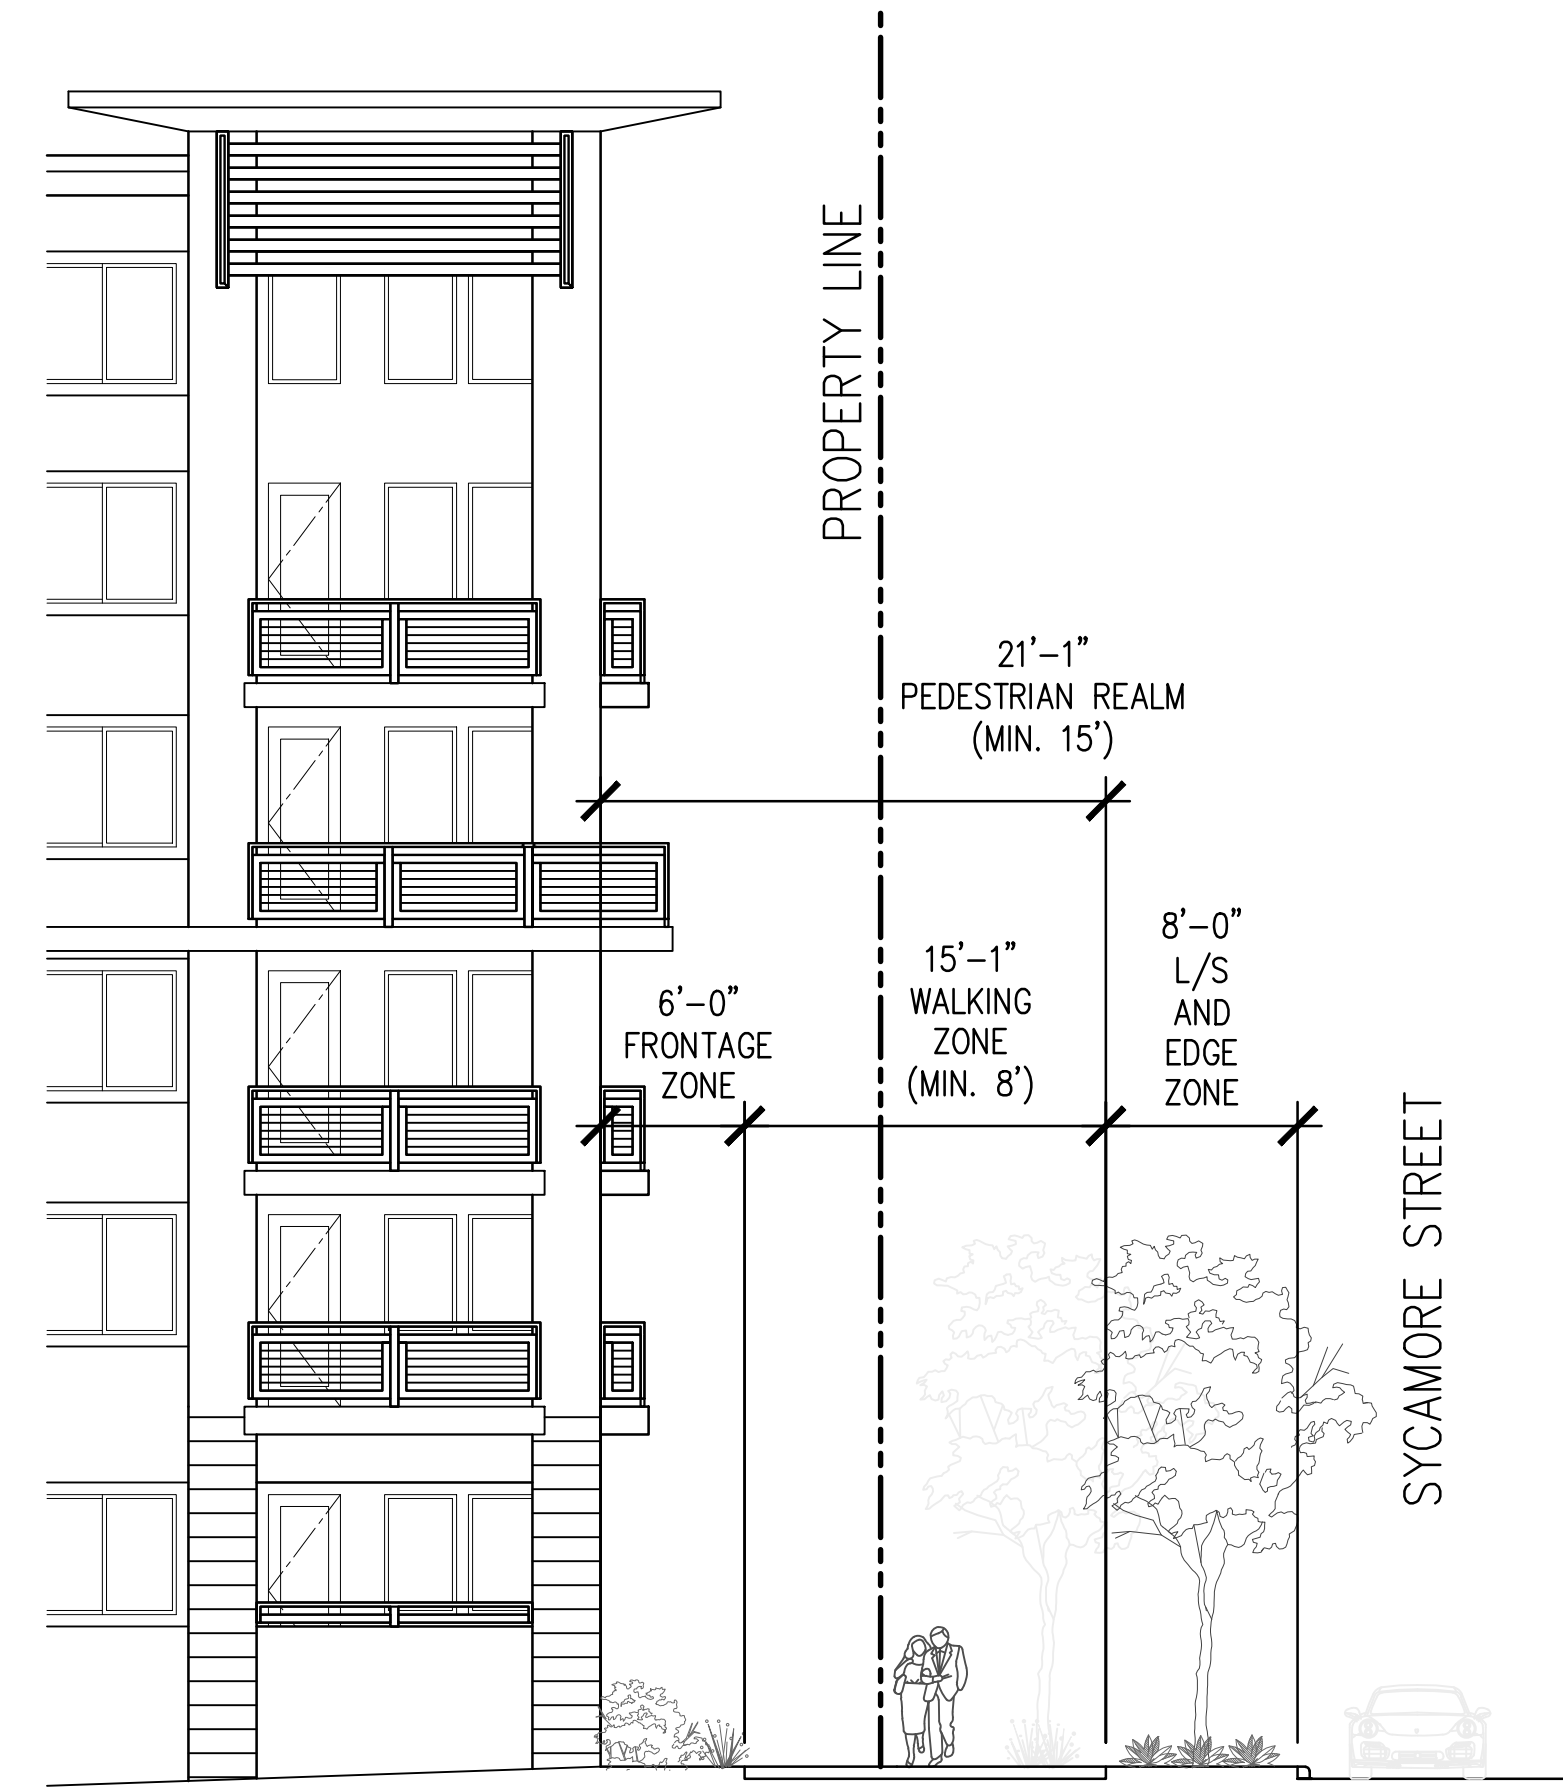 PROPERTY LINE
21'-1"
PEDESTRIAN REALM
(MIN. 15')
6'-0"
FRONTAGE
ZONE
15'-1"
WALKING
ZONE
(MIN. 8')
8'-0"
L/S
AND
EDGE
ZONE
SYCAMORE STREET